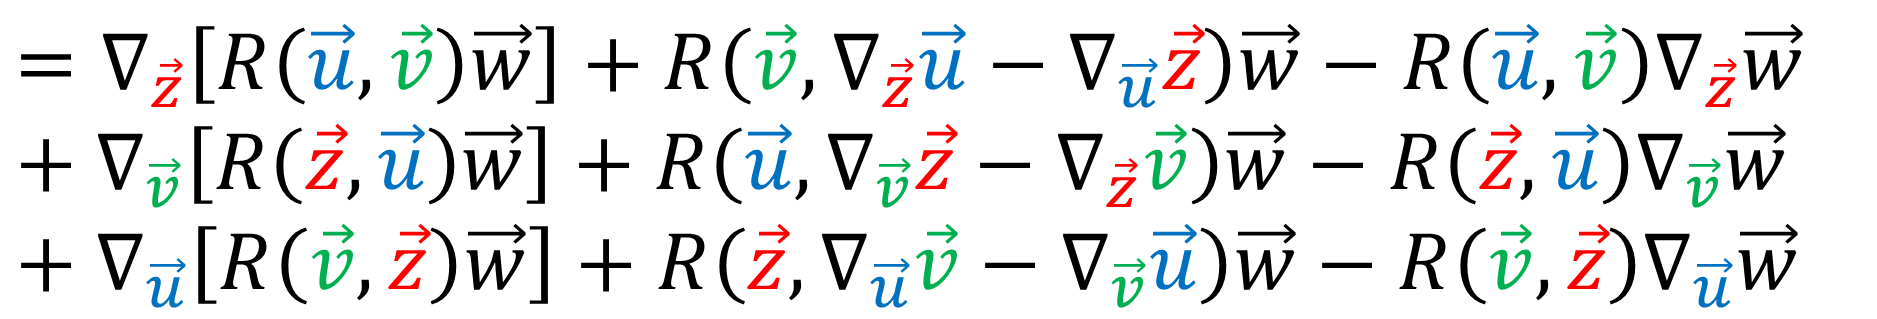 = ∇_z⃗[R(u⃗, v⃗)w⃗] + R(v⃗, ∇_z⃗u⃗ − ∇_u⃗z⃗)w⃗ − R(u⃗, v⃗)∇_z⃗w⃗
+ ∇_v⃗[R(z⃗, u⃗)w⃗] + R(u⃗, ∇_v⃗z⃗ − ∇_z⃗v⃗)w⃗ − R(z⃗, u⃗)∇_v⃗w⃗
+ ∇_u⃗[R(v⃗, z⃗)w⃗] + R(z⃗, ∇_u⃗v⃗ − ∇_v⃗u⃗)w⃗ − R(v⃗, z⃗)∇_u⃗w⃗